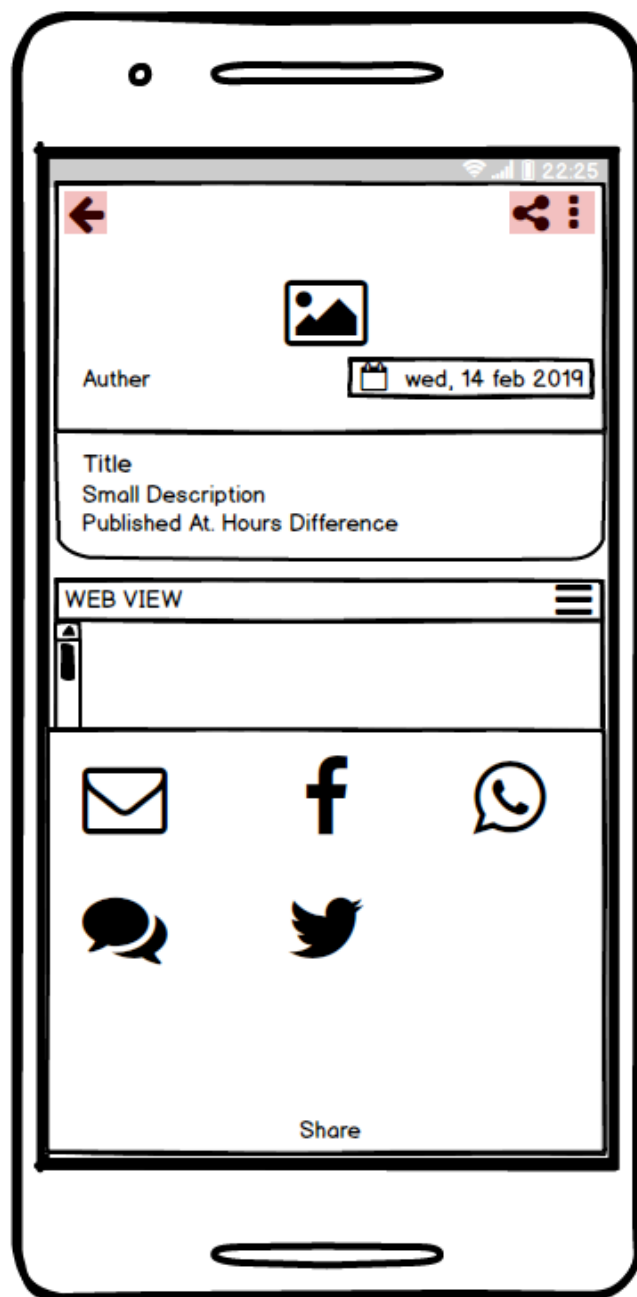 22:25
Auther
wed, 14 feb 2019
Title
Small Description
Published At. Hours Difference
WEB VIEW
Share